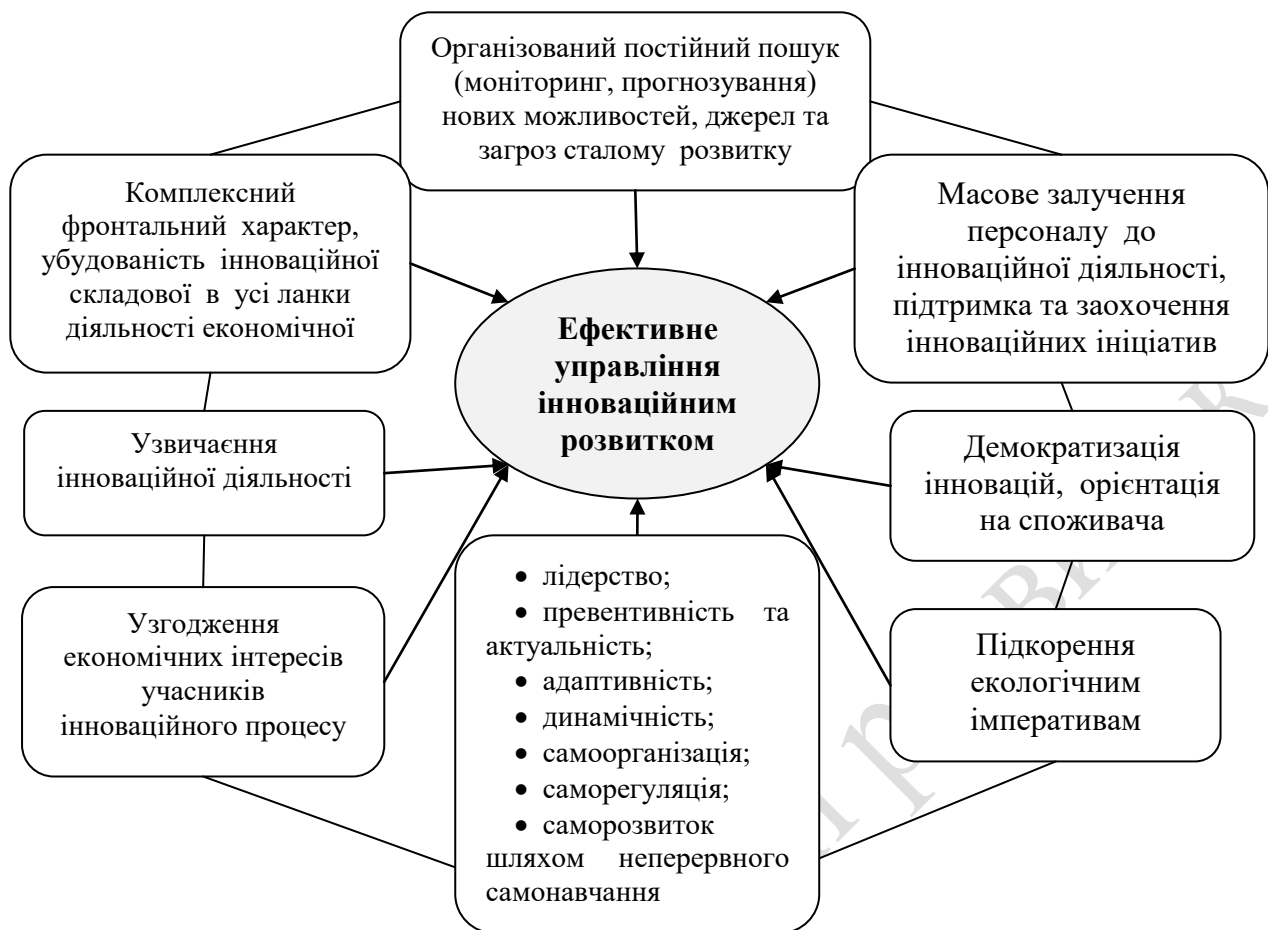 Організований постійний пошук
(моніторинг, прогнозування)
нових можливостей, джерел та
загроз сталому розвитку
Комплексний
фронтальний характер,
убудованість інноваційної
складової в усі ланки
діяльності економічної
Масове залучення
персоналу до
інноваційної діяльності,
підтримка та заохочення
інноваційних ініціатив
Ефективне
управління
інноваційним
розвитком
Узвичаєння
інноваційної діяльності
Демократизація
інновацій, орієнтація
на споживача
Узгодження
економічних інтересів
учасників
інноваційного процесу
• лідерство;
• превентивність та
актуальність;
• адаптивність;
• динамічність;
• самоорганізація;
• саморегуляція;
• саморозвиток
шляхом неперервного
самонавчання
Підкорення
екологічним
імперативам